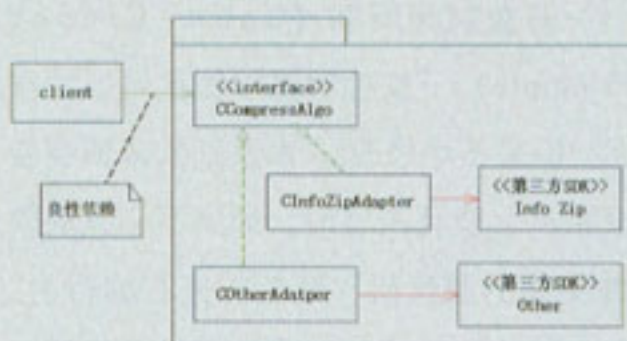 <<interface>>
client
CCompressAlgo
<<第三方SDK>>
CInfoZipAdapter
Info Zip
良性依赖
<<第三方SDK>>
COtherAdatper
Other